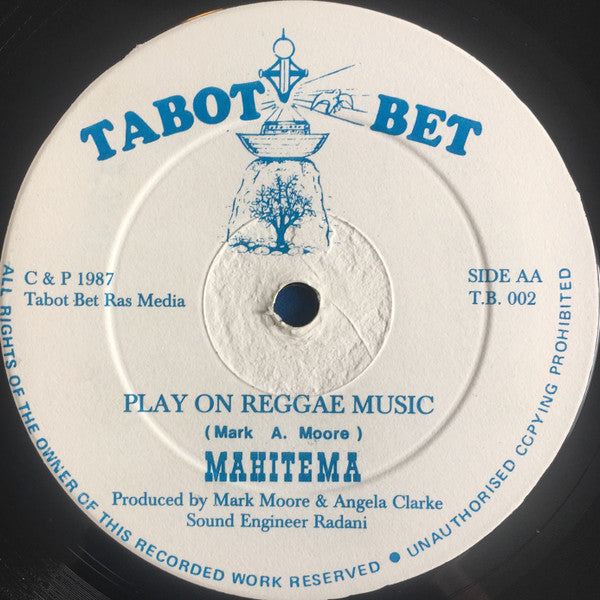 TABOT BET
C & P 1987
Tabot Bet Ras Media
SIDE AA
T.B. 002
PLAY ON REGGAE MUSIC
(Mark A. Moore)
MAHITEMA
Produced by Mark Moore & Angela Clarke
Sound Engineer Radani
ALL RIGHTS OF THE OWNER OF THIS RECORDED WORK RESERVED ● UNAUTHORISED COPYING PROHIBITED